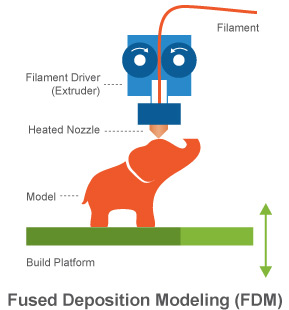 Filament
Filament Driver
(Extruder)
Heated Nozzle
Model
Build Platform
Fused Deposition Modeling (FDM)